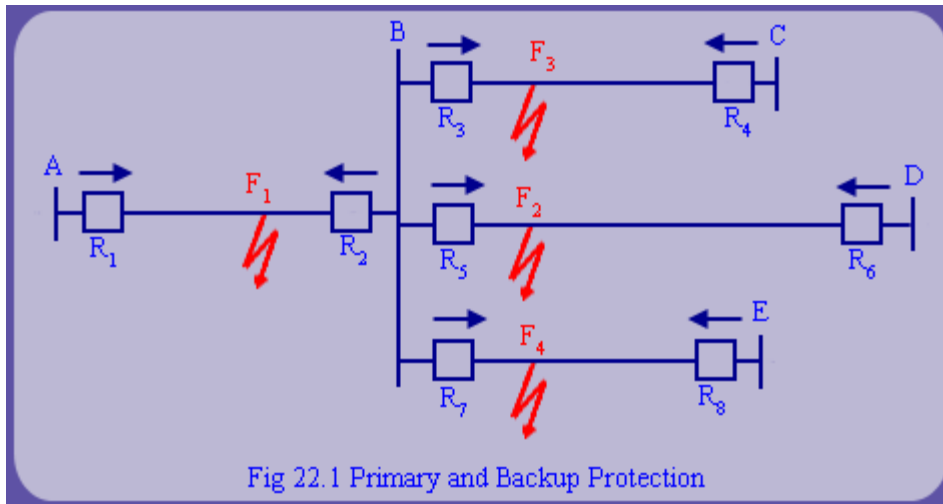 B
C
F₃
R₃
R₄
A
D
F₁
F₂
R₁
R₂
R₅
R₆
E
F₄
R₇
R₈
Fig 22.1 Primary and Backup Protection